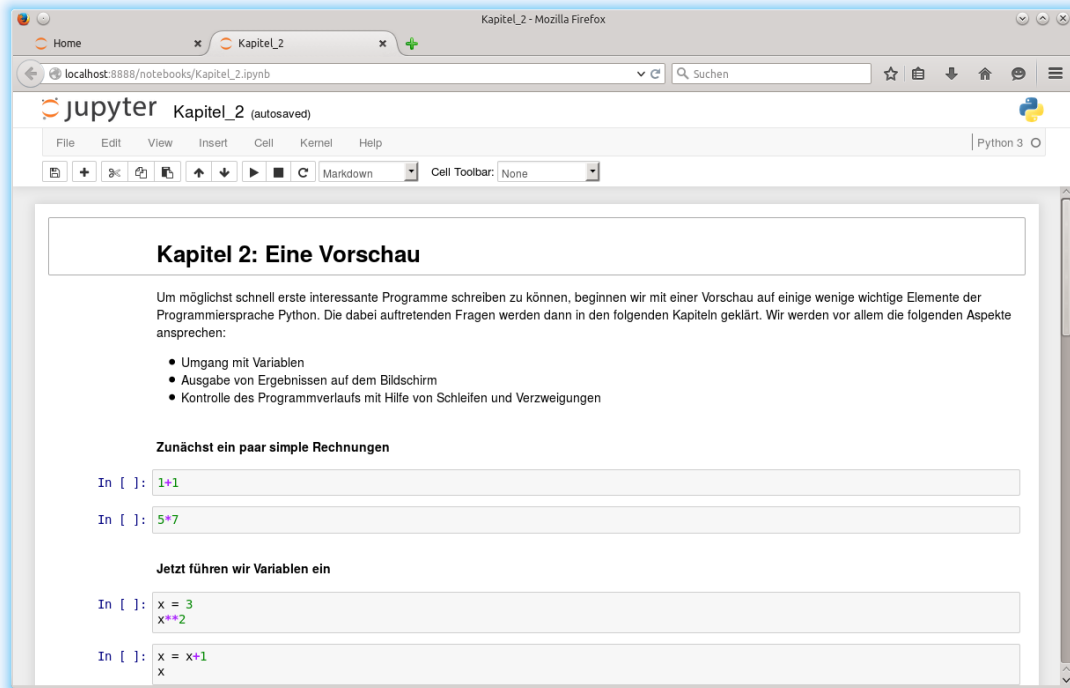 Kapitel_2 - Mozilla Firefox
Home
Kapitel_2
localhost:8888/notebooks/Kapitel_2.ipynb
Suchen
jupyter Kapitel_2 (autosaved)
File Edit View Insert Cell Kernel Help
Python 3
Markdown
Cell Toolbar: None
Kapitel 2: Eine Vorschau
Um möglichst schnell erste interessante Programme schreiben zu können, beginnen wir mit einer Vorschau auf einige wenige wichtige Elemente der
Programmiersprache Python. Die dabei auftretenden Fragen werden dann in den folgenden Kapiteln geklärt. Wir werden vor allem die folgenden Aspekte
ansprechen:
• Umgang mit Variablen
• Ausgabe von Ergebnissen auf dem Bildschirm
• Kontrolle des Programmverlaufs mit Hilfe von Schleifen und Verzweigungen
Zunächst ein paar simple Rechnungen
In [ ]: 1+1
In [ ]: 5*7
Jetzt führen wir Variablen ein
In [ ]: x = 3
x**2
In [ ]: x = x+1
x